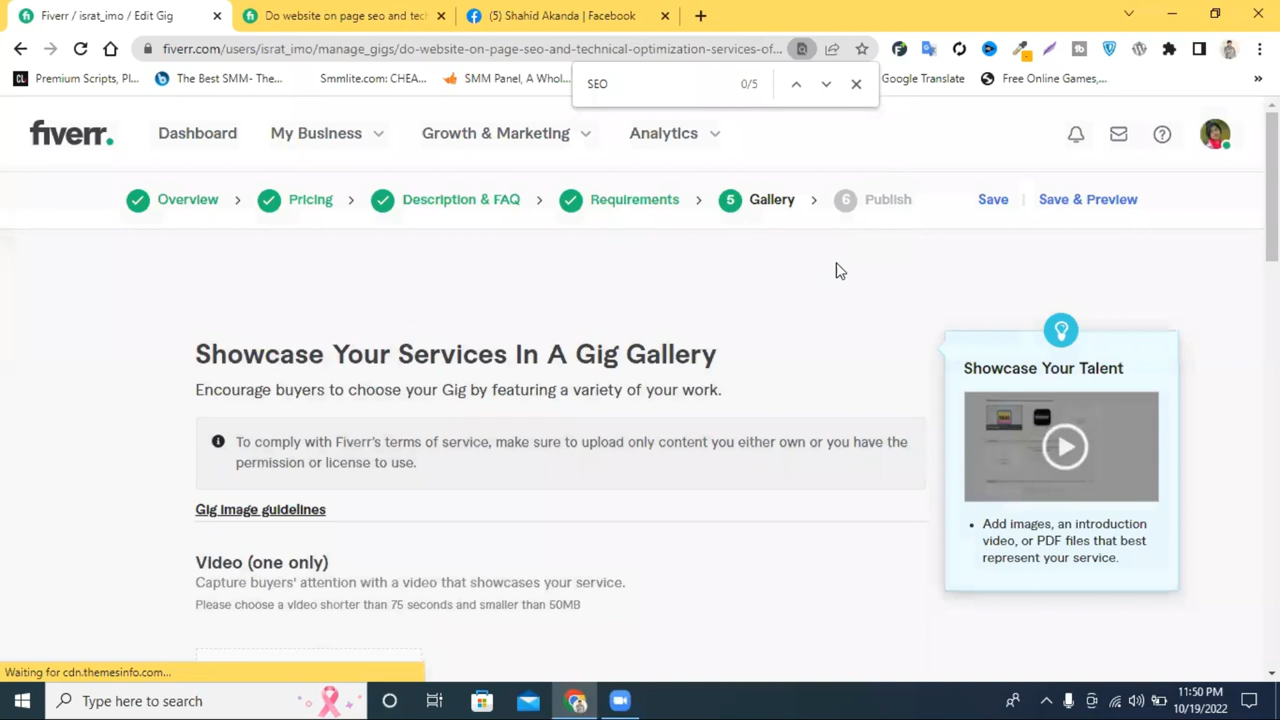 Fiverr / israt_imo / Edit Gig
Do website on page seo and tech
(5) Shahid Akanda | Facebook
fiverr.com/users/israt_imo/manage_gigs/do-website-on-page-seo-and-technical-optimization-services-of...
Premium Scripts, Pl...
The Best SMM- The...
Smmlite.com: CHEA...
SMM Panel, A Whol...
Google Translate
Free Online Games,...
SEO
0/5
fiverr.
Dashboard
My Business
Growth & Marketing
Analytics
Overview
Pricing
Description & FAQ
Requirements
5 Gallery
6 Publish
Save
Save & Preview
Showcase Your Services In A Gig Gallery
Encourage buyers to choose your Gig by featuring a variety of your work.
To comply with Fiverr's terms of service, make sure to upload only content you either own or you have the
permission or license to use.
Gig image guidelines
Video (one only)
Capture buyers' attention with a video that showcases your service.
Please choose a video shorter than 75 seconds and smaller than 50MB
Showcase Your Talent
• Add images, an introduction
video, or PDF files that best
represent your service.
Waiting for cdn.themesinfo.com...
Type here to search
11:50 PM
10/19/2022